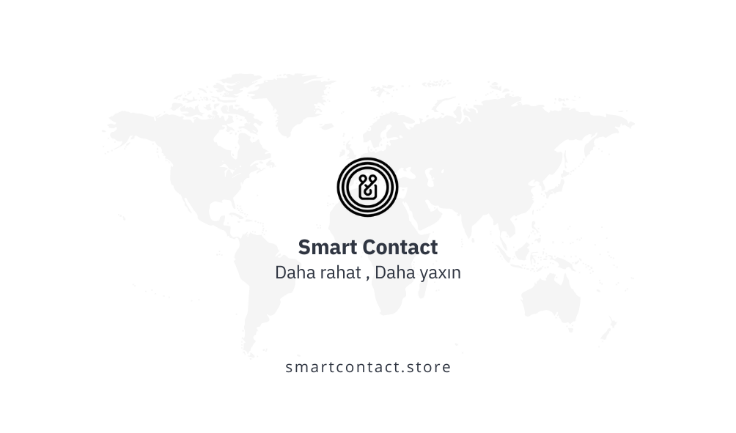 Smart Contact
Daha rahat , Daha yaxın
smartcontact.store